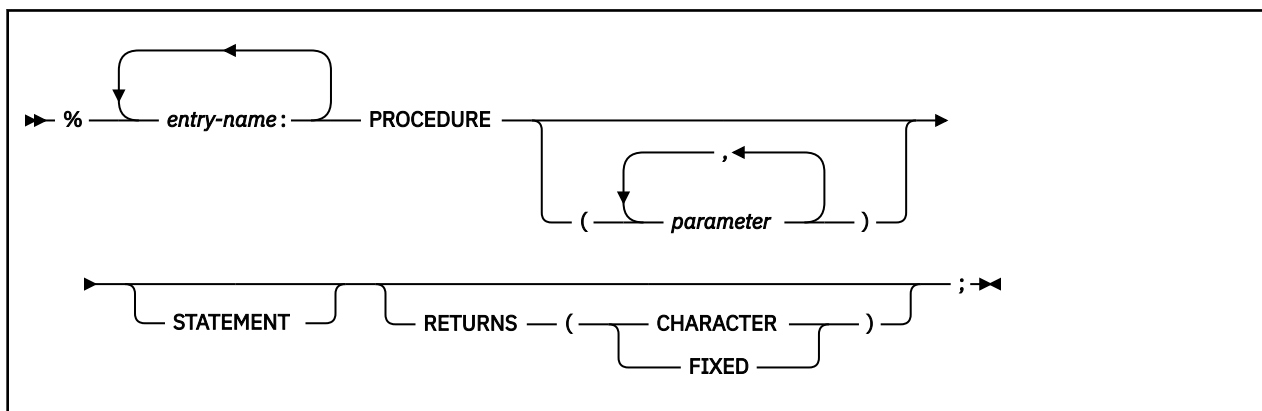 % entry-name: PROCEDURE
,
( parameter )
STATEMENT RETURNS ( CHARACTER ) ;
FIXED